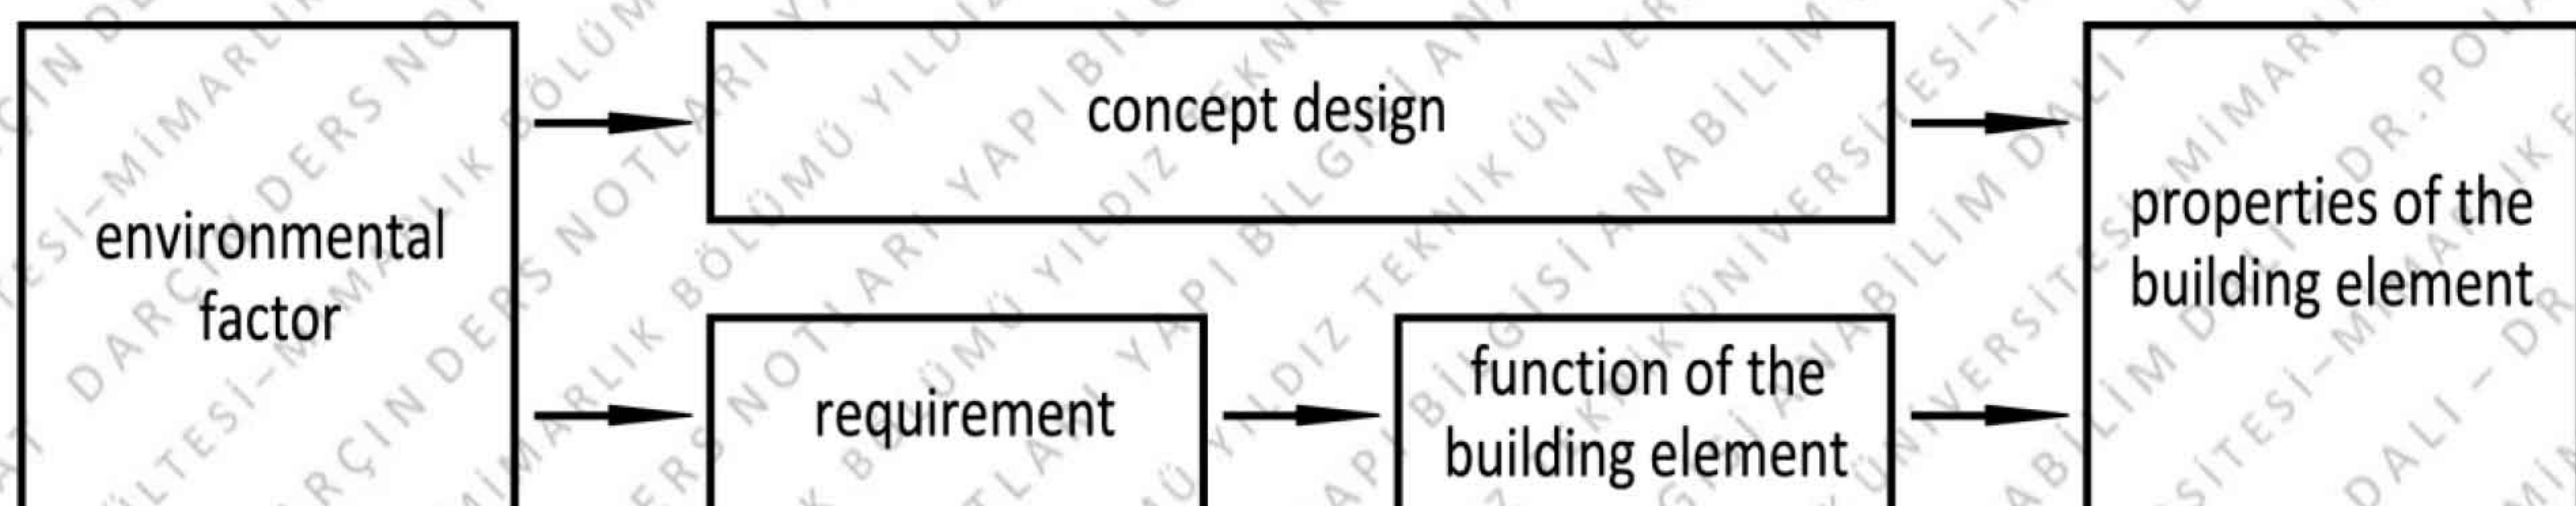 concept design
environmental
factor
properties of the
building element
requirement
function of the
building element